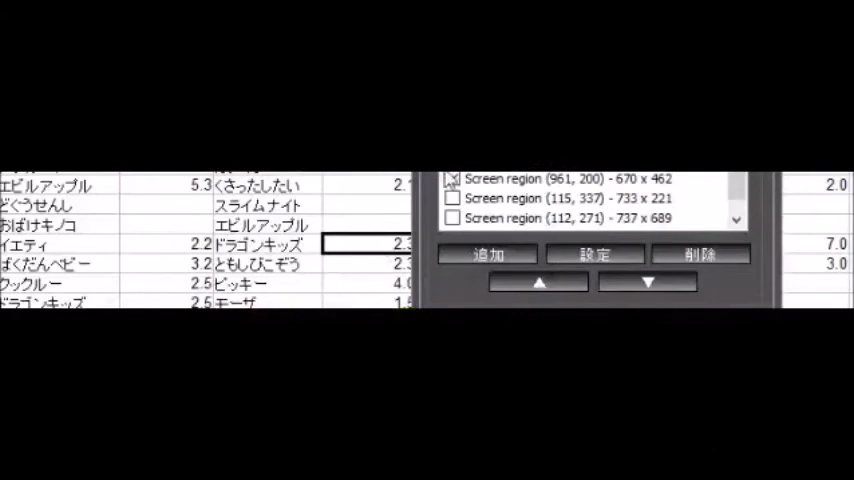 エビルアップル 5.3 くさったしたい 2.1 Screen region (961, 200) - 670 x 462 2.0
どぐうせんし スライムナイト Screen region (115, 337) - 733 x 221
おばけキノコ エビルアップル Screen region (112, 271) - 737 x 689
イエティ 2.2 ドラゴンキッズ 2.3 追加 設定 削除 7.0
ばくだんベビー 3.2 ともしびこぞう 2.3 3.0
クックルー 2.5 ピッキー 4.0 ▲ ▼
ドラゴンキッズ 2.5 モーザ 1.5